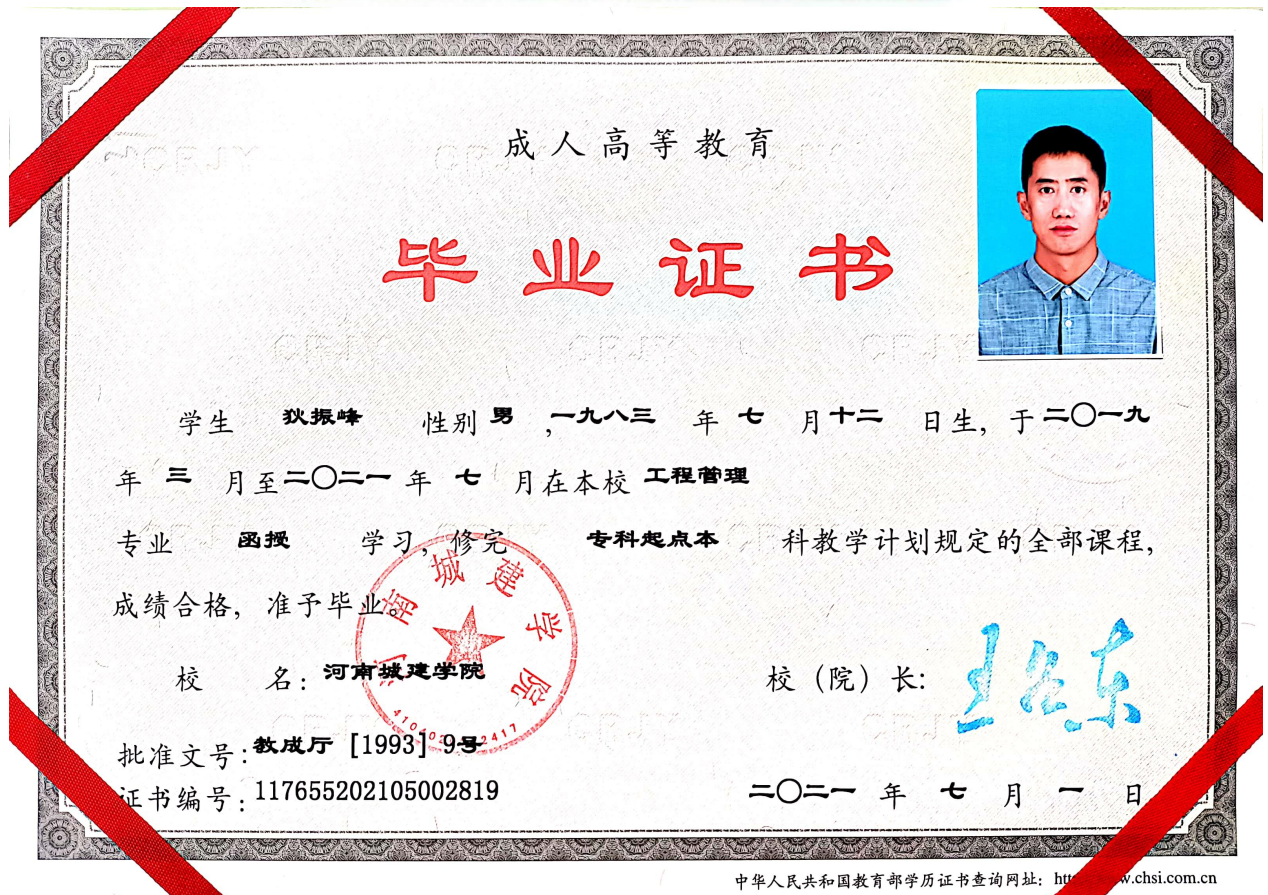 成人高等教育
毕业证书
学生 狄振峰 性别 男 ,一九八三 年 七 月十二 日生, 于二〇一九
年 三 月至二〇二一 年 七 月在本校 工程管理
专业 函授 学习, 修完 专科起点本 科教学计划规定的全部课程,
成绩合格, 准予毕业。
河南城建学院
校 名: 河南城建学院 校 (院) 长:
批准文号: 教成厅 [1993] 9号
证书编号: 117655202105002819 二〇二一 年 七 月 一 日
中华人民共和国教育部学历证书查询网址: